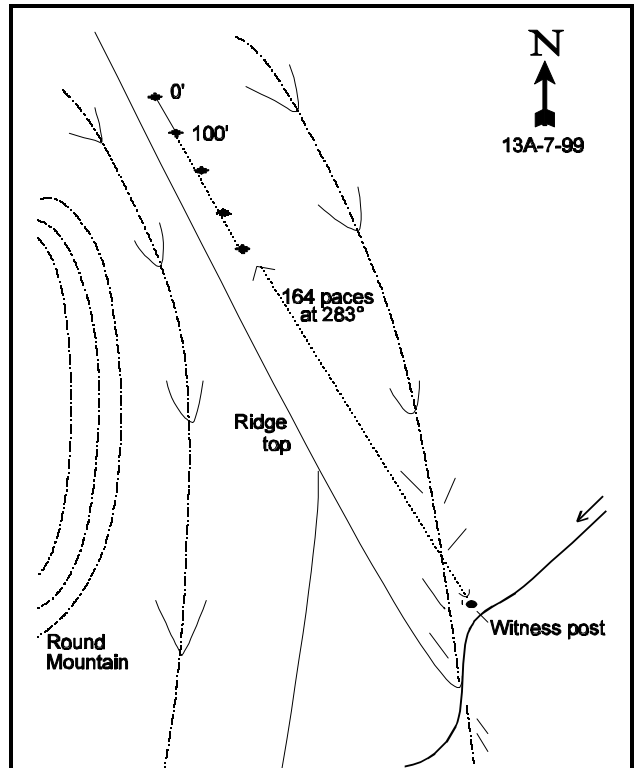 N
13A-7-99
0'
100'
164 paces
at 283°
Ridge
top
Witness post
Round
Mountain